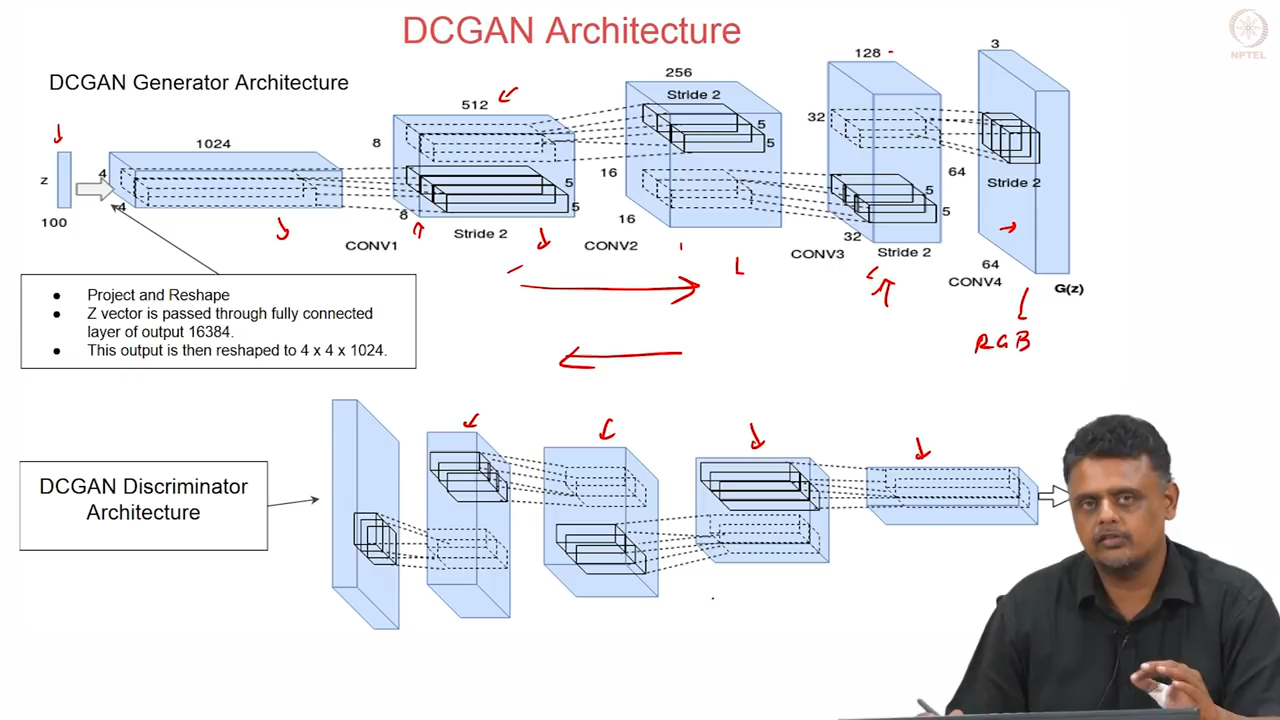 DCGAN Architecture
NPTEL
DCGAN Generator Architecture
z
100
4
4
1024
512
8
8
CONV1
Stride 2
5
5
256
Stride 2
5
5
16
16
CONV2
128
32
32
CONV3
5
5
Stride 2
3
64
Stride 2
64
CONV4
G(z)
RGB
● Project and Reshape
● Z vector is passed through fully connected
layer of output 16384.
● This output is then reshaped to 4 x 4 x 1024.
DCGAN Discriminator
Architecture